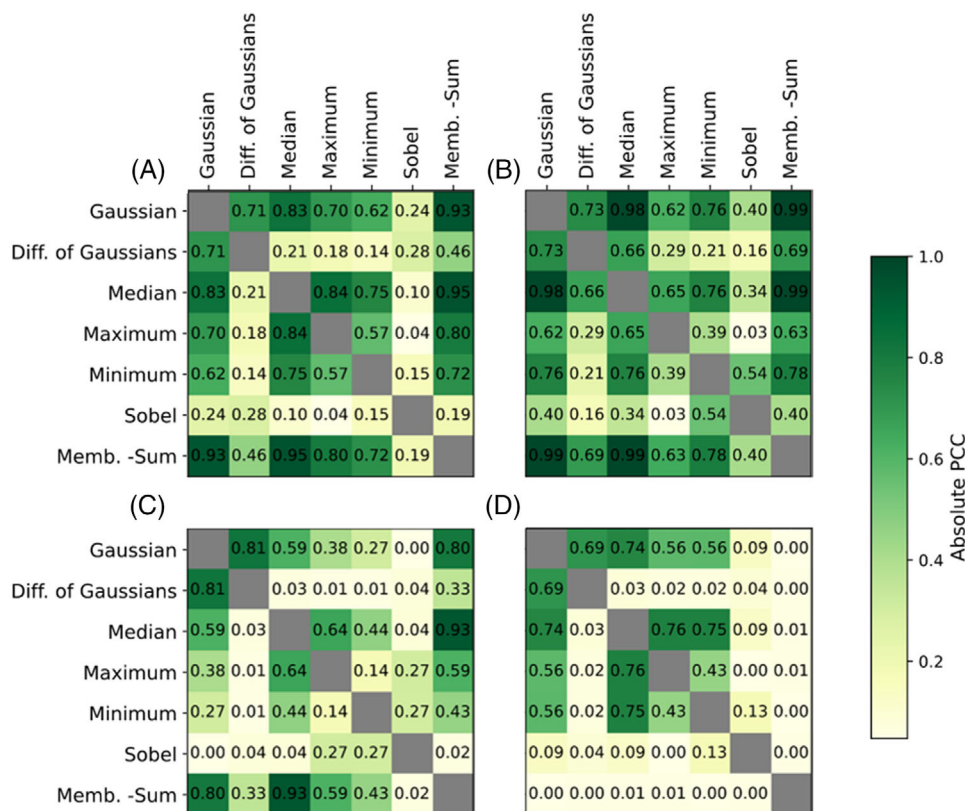 Gaussian Diff. of Gaussians Median Maximum Minimum Sobel Memb. -Sum
Gaussian Diff. of Gaussians Median Maximum Minimum Sobel Memb. -Sum
(A) (B)
Gaussian 0.71 0.83 0.70 0.62 0.24 0.93 0.73 0.98 0.62 0.76 0.40 0.99
Diff. of Gaussians 0.71 0.21 0.18 0.14 0.28 0.46 0.73 0.66 0.29 0.21 0.16 0.69
Median 0.83 0.21 0.84 0.75 0.10 0.95 0.98 0.66 0.65 0.76 0.34 0.99
Maximum 0.70 0.18 0.84 0.57 0.04 0.80 0.62 0.29 0.65 0.39 0.03 0.63
Minimum 0.62 0.14 0.75 0.57 0.15 0.72 0.76 0.21 0.76 0.39 0.54 0.78
Sobel 0.24 0.28 0.10 0.04 0.15 0.19 0.40 0.16 0.34 0.03 0.54 0.40
Memb. -Sum 0.93 0.46 0.95 0.80 0.72 0.19 0.99 0.69 0.99 0.63 0.78 0.40
(C) (D)
Gaussian 0.81 0.59 0.38 0.27 0.00 0.80 0.69 0.74 0.56 0.56 0.09 0.00
Diff. of Gaussians 0.81 0.03 0.01 0.01 0.04 0.33 0.69 0.03 0.02 0.02 0.04 0.00
Median 0.59 0.03 0.64 0.44 0.04 0.93 0.74 0.03 0.76 0.75 0.09 0.01
Maximum 0.38 0.01 0.64 0.14 0.27 0.59 0.56 0.02 0.76 0.43 0.00 0.01
Minimum 0.27 0.01 0.44 0.14 0.27 0.43 0.56 0.02 0.75 0.43 0.13 0.00
Sobel 0.00 0.04 0.04 0.27 0.27 0.02 0.09 0.04 0.09 0.00 0.13 0.00
Memb. -Sum 0.80 0.33 0.93 0.59 0.43 0.02 0.00 0.00 0.01 0.01 0.00 0.00
1.0
0.8
0.6
0.4
0.2
Absolute PCC